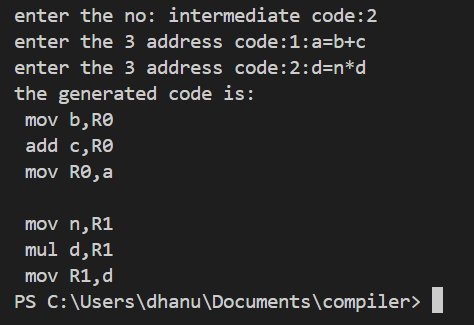 enter the no: intermediate code:2
enter the 3 address code:1:a=b+c
enter the 3 address code:2:d=n*d
the generated code is:
mov b,R0
add c,R0
mov R0,a
mov n,R1
mul d,R1
mov R1,d
PS C:\Users\dhanu\Documents\compiler>